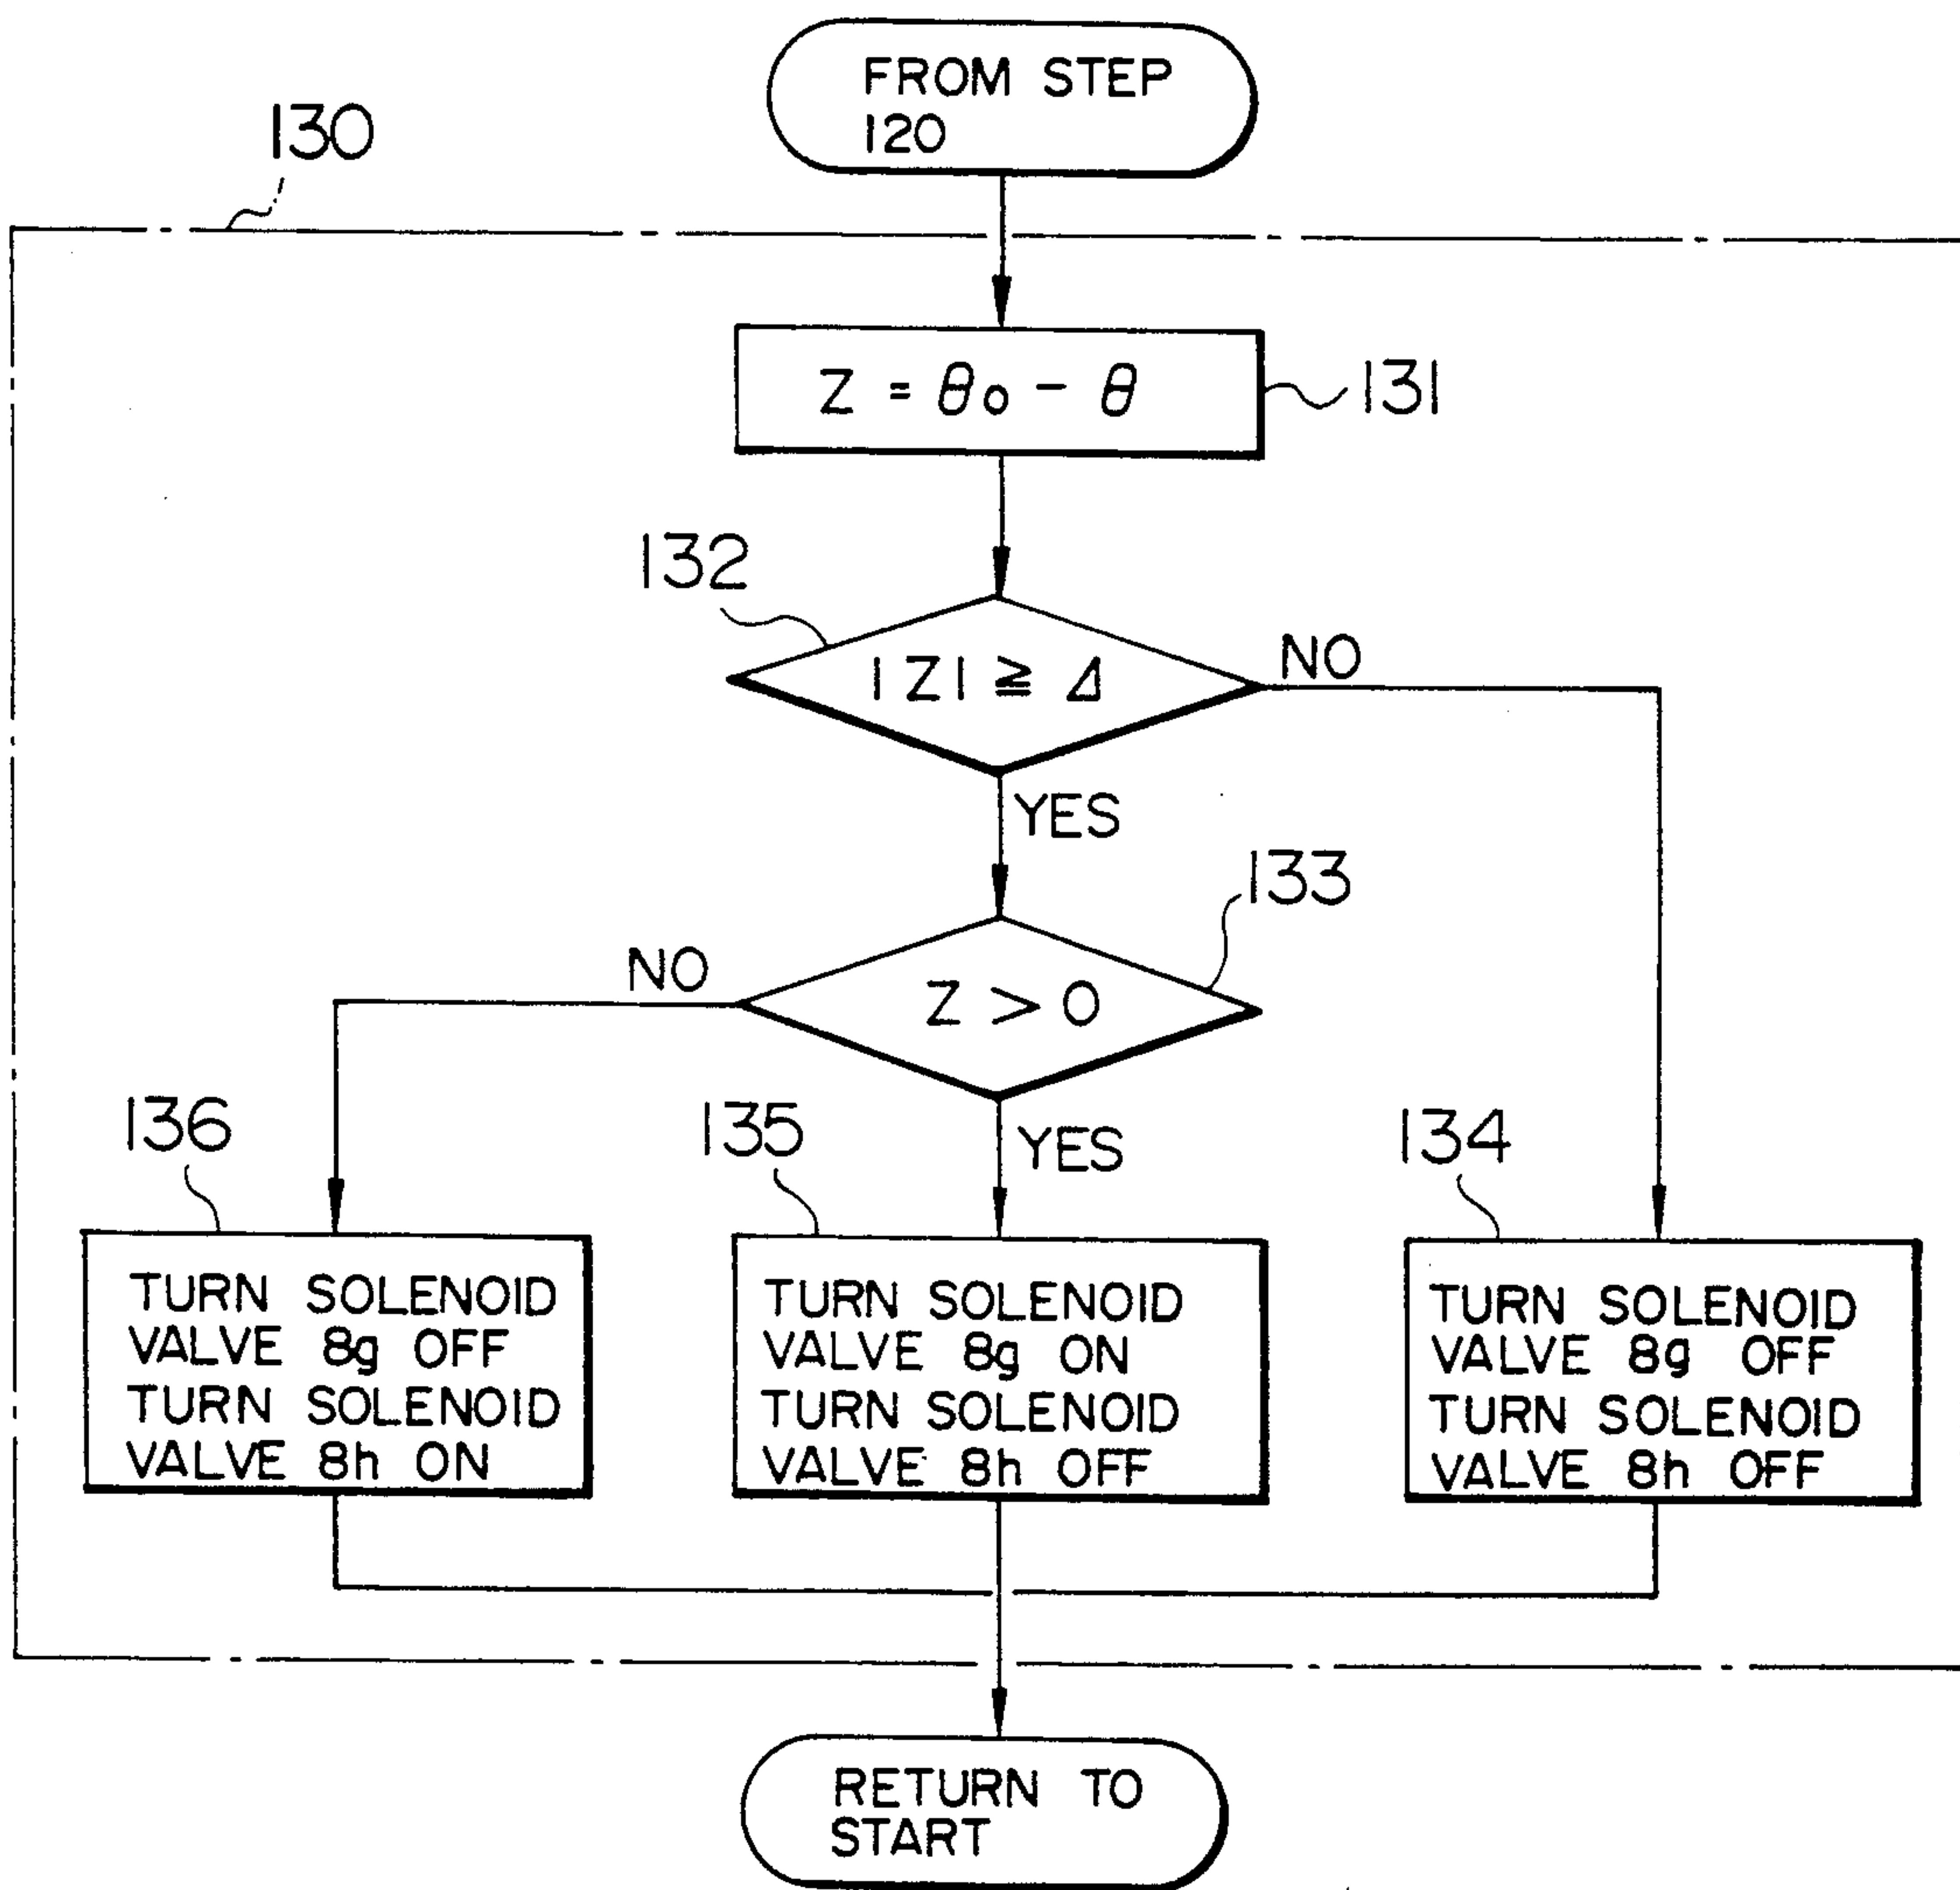 FROM STEP
120
130
Z = θo - θ
131
132
|Z| ≧ Δ
NO
YES
133
NO
Z > 0
YES
136
135
134
TURN SOLENOID
VALVE 8g OFF
TURN SOLENOID
VALVE 8h ON
TURN SOLENOID
VALVE 8g ON
TURN SOLENOID
VALVE 8h OFF
TURN SOLENOID
VALVE 8g OFF
TURN SOLENOID
VALVE 8h OFF
RETURN TO
START